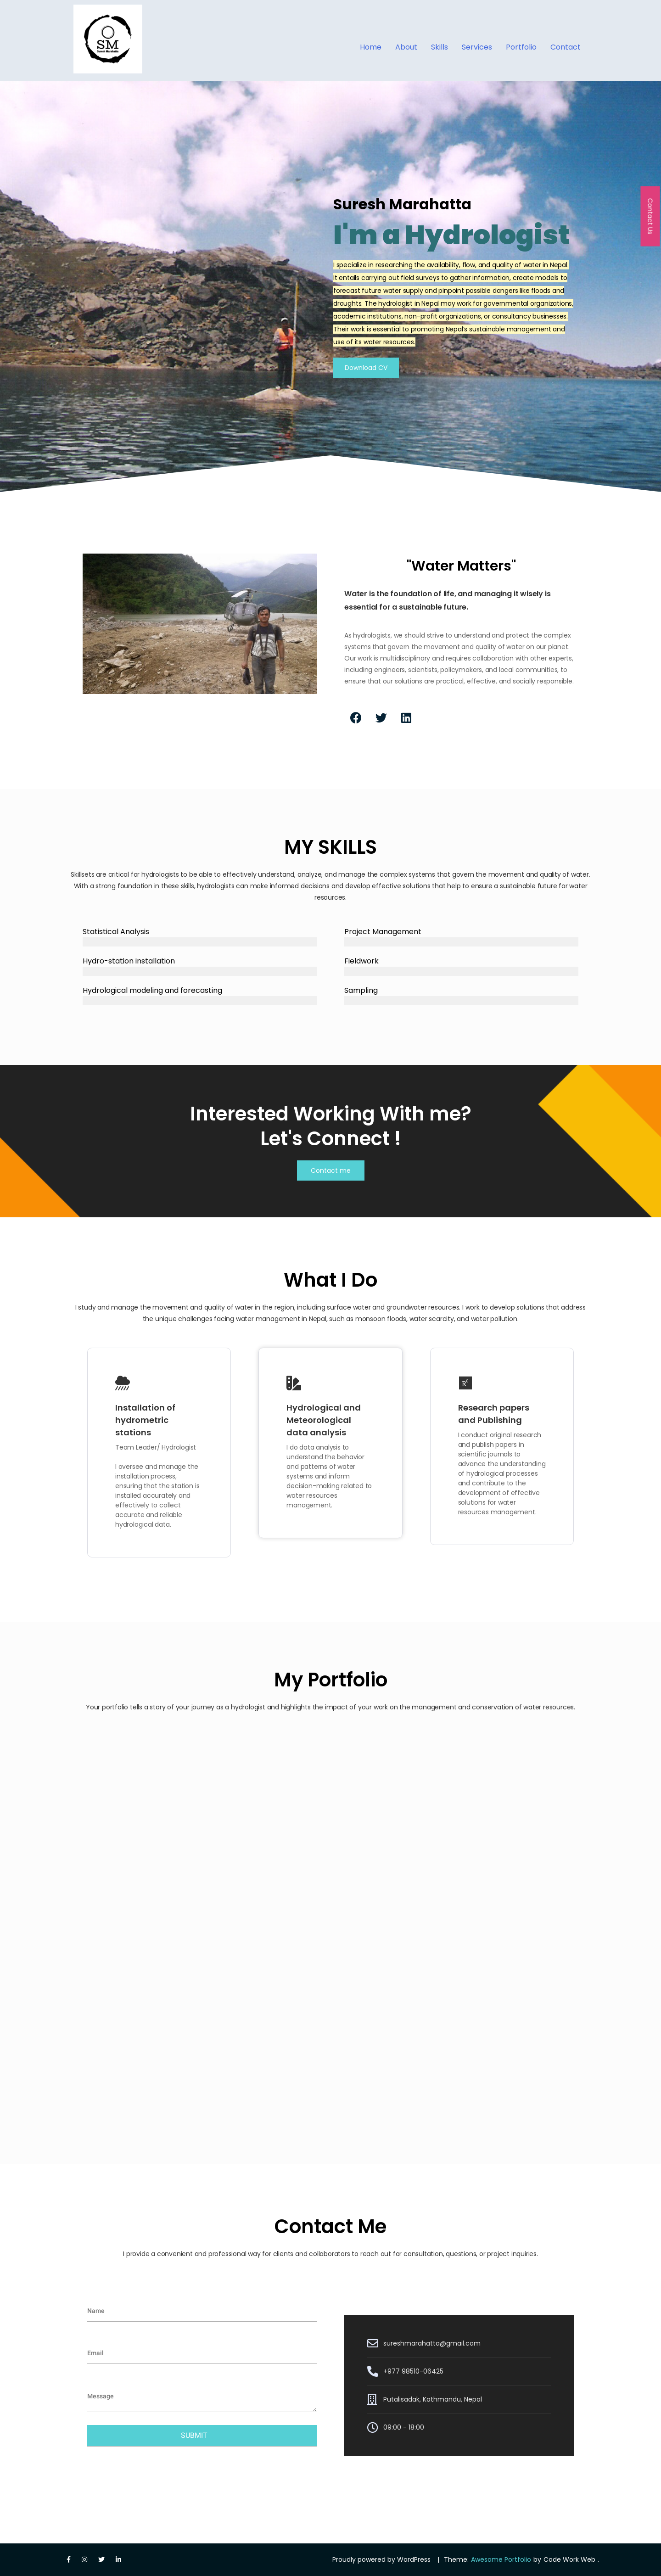 SM
Suresh Marahatta
Home
About
Skills
Services
Portfolio
Contact
Contact Us
Suresh Marahatta
I'm a Hydrologist
I specialize in researching the availability, flow, and quality of water in Nepal.
It entails carrying out field surveys to gather information, create models to
forecast future water supply and pinpoint possible dangers like floods and
droughts. The hydrologist in Nepal may work for governmental organizations,
academic institutions, non-profit organizations, or consultancy businesses.
Their work is essential to promoting Nepal's sustainable management and
use of its water resources.
Download CV
"Water Matters"
Water is the foundation of life, and managing it wisely is
essential for a sustainable future.
As hydrologists, we should strive to understand and protect the complex
systems that govern the movement and quality of water on our planet.
Our work is multidisciplinary and requires collaboration with other experts,
including engineers, scientists, policymakers, and local communities, to
ensure that our solutions are practical, effective, and socially responsible.
MY SKILLS
Skillsets are critical for hydrologists to be able to effectively understand, analyze, and manage the complex systems that govern the movement and quality of water.
With a strong foundation in these skills, hydrologists can make informed decisions and develop effective solutions that help to ensure a sustainable future for water
resources.
Statistical Analysis
Hydro-station installation
Hydrological modeling and forecasting
Project Management
Fieldwork
Sampling
Interested Working With me?
Let's Connect !
Contact me
What I Do
I study and manage the movement and quality of water in the region, including surface water and groundwater resources. I work to develop solutions that address
the unique challenges facing water management in Nepal, such as monsoon floods, water scarcity, and water pollution.
Installation of
hydrometric
stations
Team Leader/ Hydrologist
I oversee and manage the
installation process,
ensuring that the station is
installed accurately and
effectively to collect
accurate and reliable
hydrological data.
Hydrological and
Meteorological
data analysis
I do data analysis to
understand the behavior
and patterns of water
systems and inform
decision-making related to
water resources
management.
R
Research papers
and Publishing
I conduct original research
and publish papers in
scientific journals to
advance the understanding
of hydrological processes
and contribute to the
development of effective
solutions for water
resources management.
My Portfolio
Your portfolio tells a story of your journey as a hydrologist and highlights the impact of your work on the management and conservation of water resources.
Contact Me
I provide a convenient and professional way for clients and collaborators to reach out for consultation, questions, or project inquiries.
Name
Email
Message
SUBMIT
sureshmarahatta@gmail.com
+977 98510-06425
Putalisadak, Kathmandu, Nepal
09:00 - 18:00
Proudly powered by WordPress | Theme: Awesome Portfolio by Code Work Web .